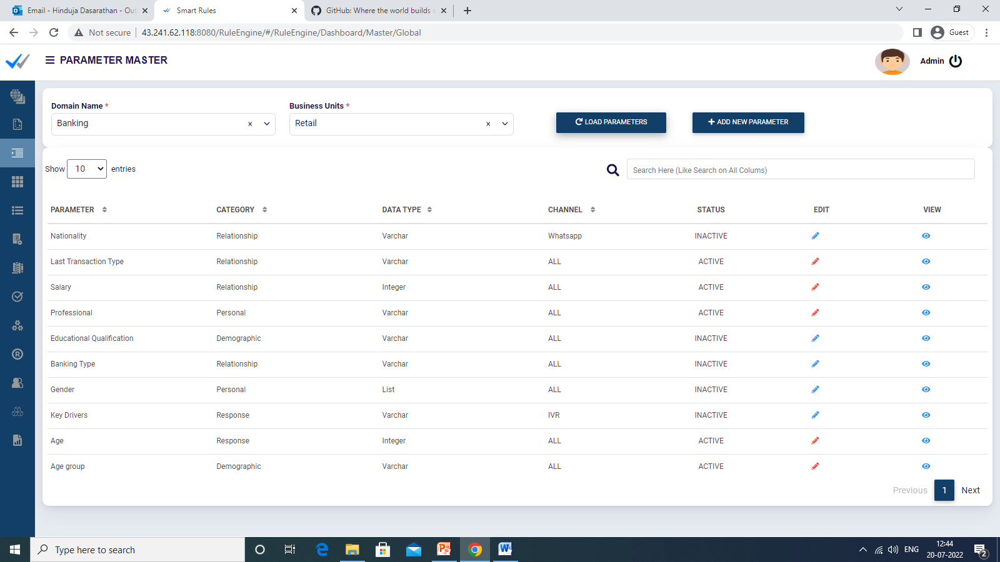 Email - Hinduja Dasarathan - Out
Smart Rules
GitHub: Where the world builds s
Not secure
43.241.62.118:8080/RuleEngine/#/RuleEngine/Dashboard/Master/Global
Guest
PARAMETER MASTER
Admin
Domain Name *
Business Units *
Banking × Retail ×
LOAD PARAMETERS
ADD NEW PARAMETER
Show 10 entries
Search Here (Like Search on All Colums)
PARAMETER CATEGORY DATA TYPE CHANNEL STATUS EDIT VIEW
Nationality Relationship Varchar Whatsapp INACTIVE
Last Transaction Type Relationship Varchar ALL ACTIVE
Salary Relationship Integer ALL ACTIVE
Professional Personal Varchar ALL ACTIVE
Educational Qualification Demographic Varchar ALL INACTIVE
Banking Type Relationship Varchar ALL INACTIVE
Gender Personal List ALL INACTIVE
Key Drivers Response Varchar IVR INACTIVE
Age Response Integer ALL ACTIVE
Age group Demographic Varchar ALL ACTIVE
Previous 1 Next
Type here to search
ENG
12:44
20-07-2022
2